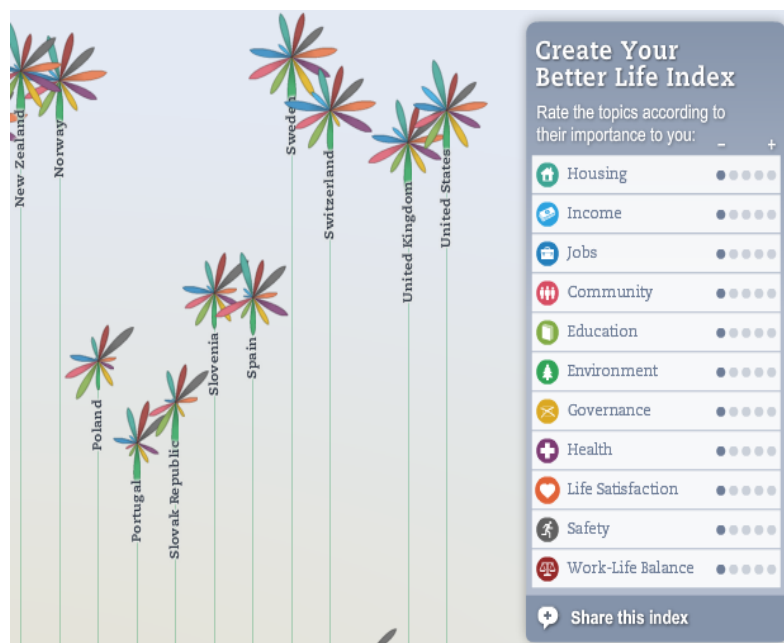 New Zealand
Norway
Poland
Portugal
Slovak Republic
Slovenia
Spain
Sweden
Switzerland
United Kingdom
United States
Create Your
Better Life Index
Rate the topics according to
their importance to you:
– +
Housing
Income
Jobs
Community
Education
Environment
Governance
Health
Life Satisfaction
Safety
Work-Life Balance
Share this index